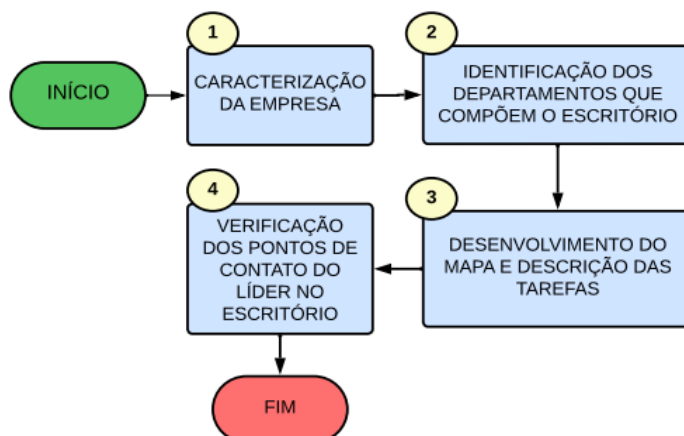 INÍCIO
1
CARACTERIZAÇÃO
DA EMPRESA
2
IDENTIFICAÇÃO DOS
DEPARTAMENTOS QUE
COMPÕEM O ESCRITÓRIO
3
DESENVOLVIMENTO DO
MAPA E DESCRIÇÃO DAS
TAREFAS
4
VERIFICAÇÃO
DOS PONTOS DE
CONTATO DO
LÍDER NO
ESCRITÓRIO
FIM